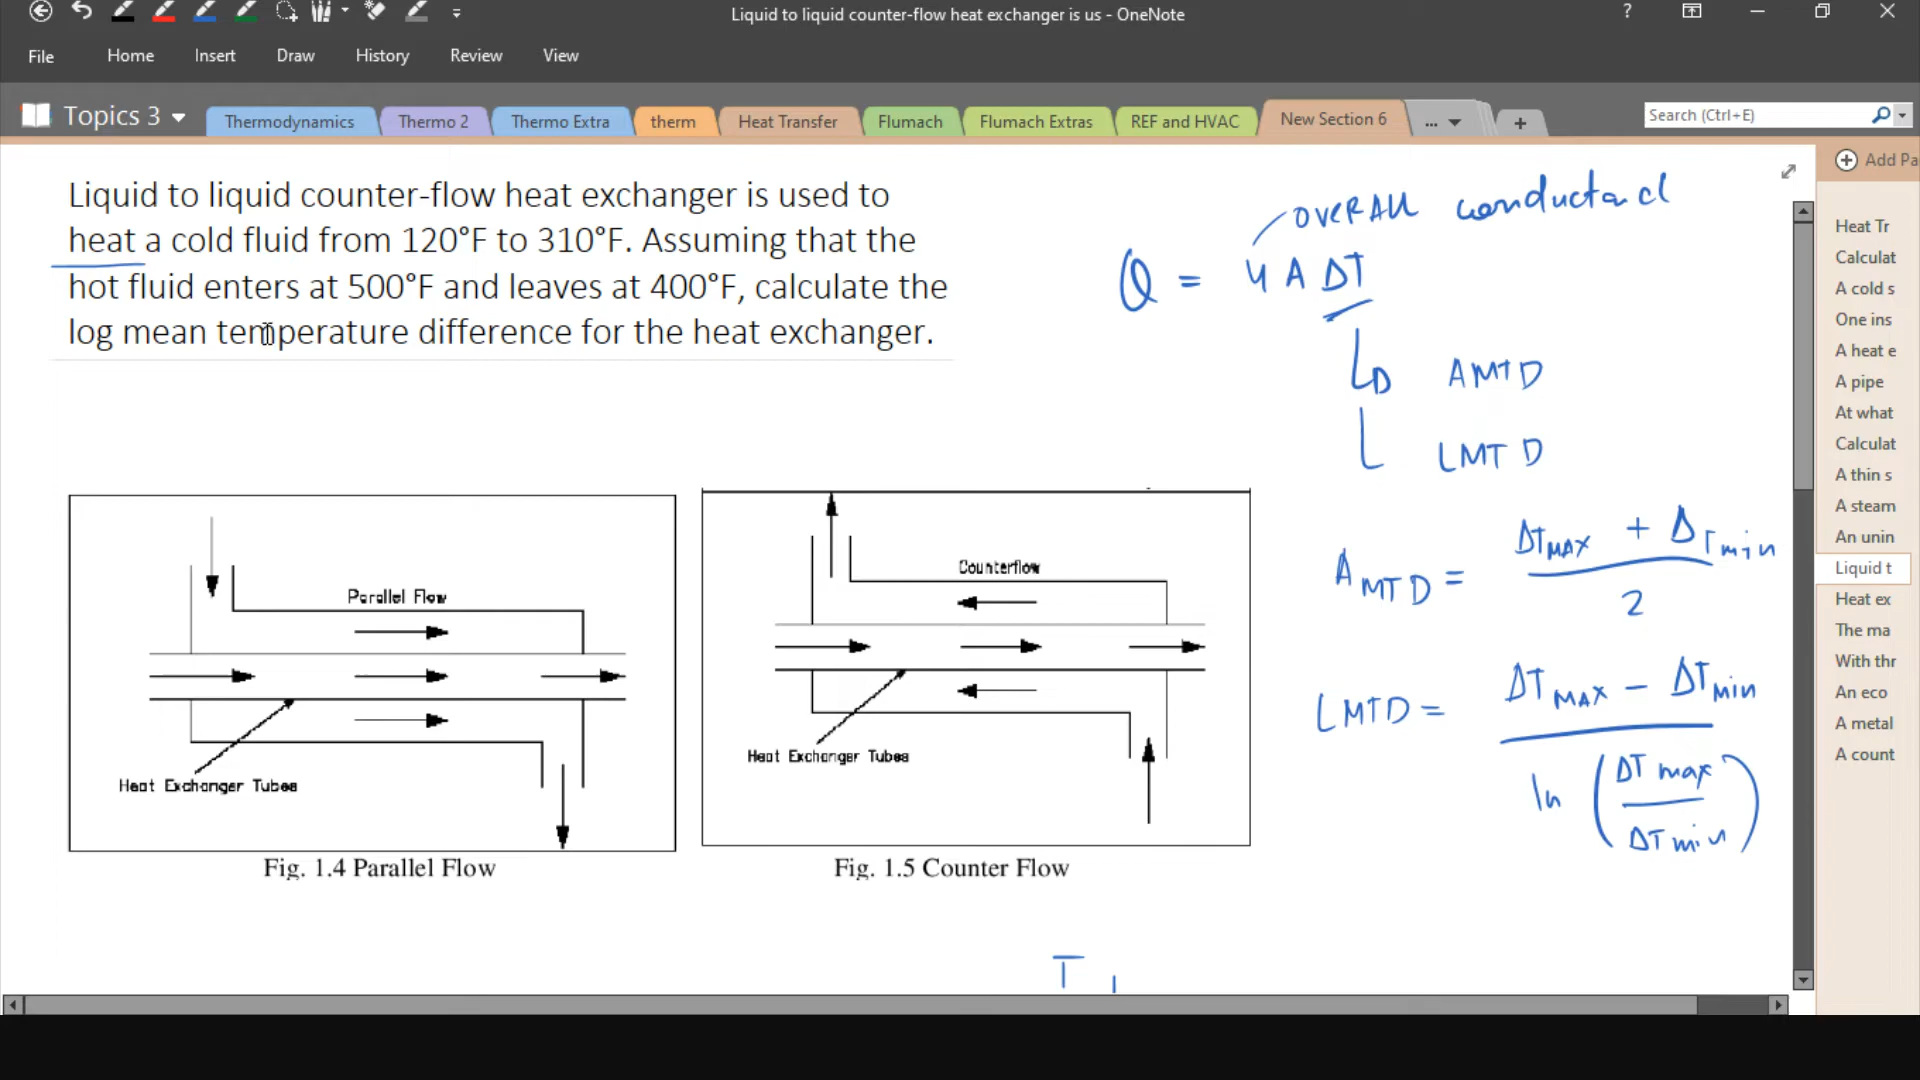 Liquid to liquid counter-flow heat exchanger is us - OneNote
?
File Home Insert Draw History Review View
Topics 3
Thermodynamics Thermo 2 Thermo Extra therm Heat Transfer Flumach Flumach Extras REF and HVAC New Section 6 ...
Search (Ctrl+E)
Add Pa
Liquid to liquid counter-flow heat exchanger is used to
heat a cold fluid from 120°F to 310°F. Assuming that the
hot fluid enters at 500°F and leaves at 400°F, calculate the
log mean temperature difference for the heat exchanger.
OVERALL
Q = U A ΔT
AMTD
LMTD
AMTD = ΔTMAX + ΔTmin
2
LMTD = ΔTMAX - ΔTMIN
ln (ΔT max
ΔT min)
Parallel Flow
Heat Exchanger Tubes
Fig. 1.4 Parallel Flow
Counterflow
Heat Exchanger Tubes
Fig. 1.5 Counter Flow
T
Heat Tr
Calculat
A cold s
One ins
A heat e
A pipe
At what
Calculat
A thin s
A steam
An unin
Liquid t
Heat ex
The ma
With thr
An eco
A metal
A count